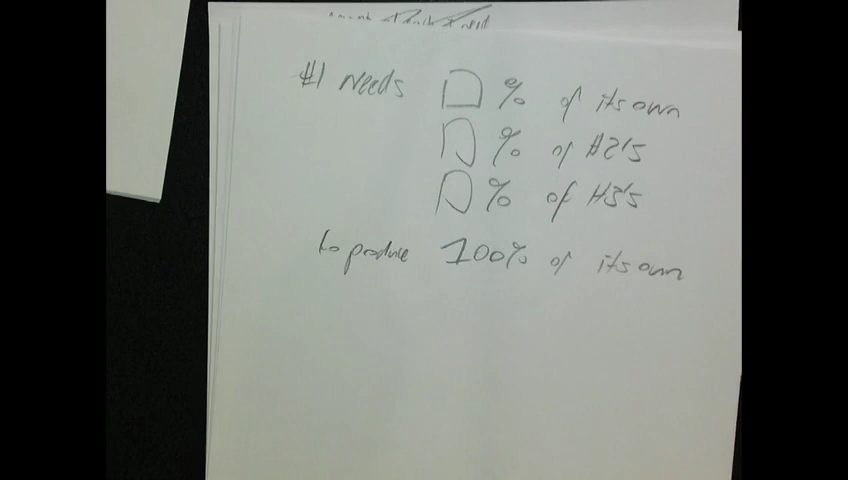 #1 needs □ % of its own
□ % of #2's
□ % of #3's
to produce 100% of its own